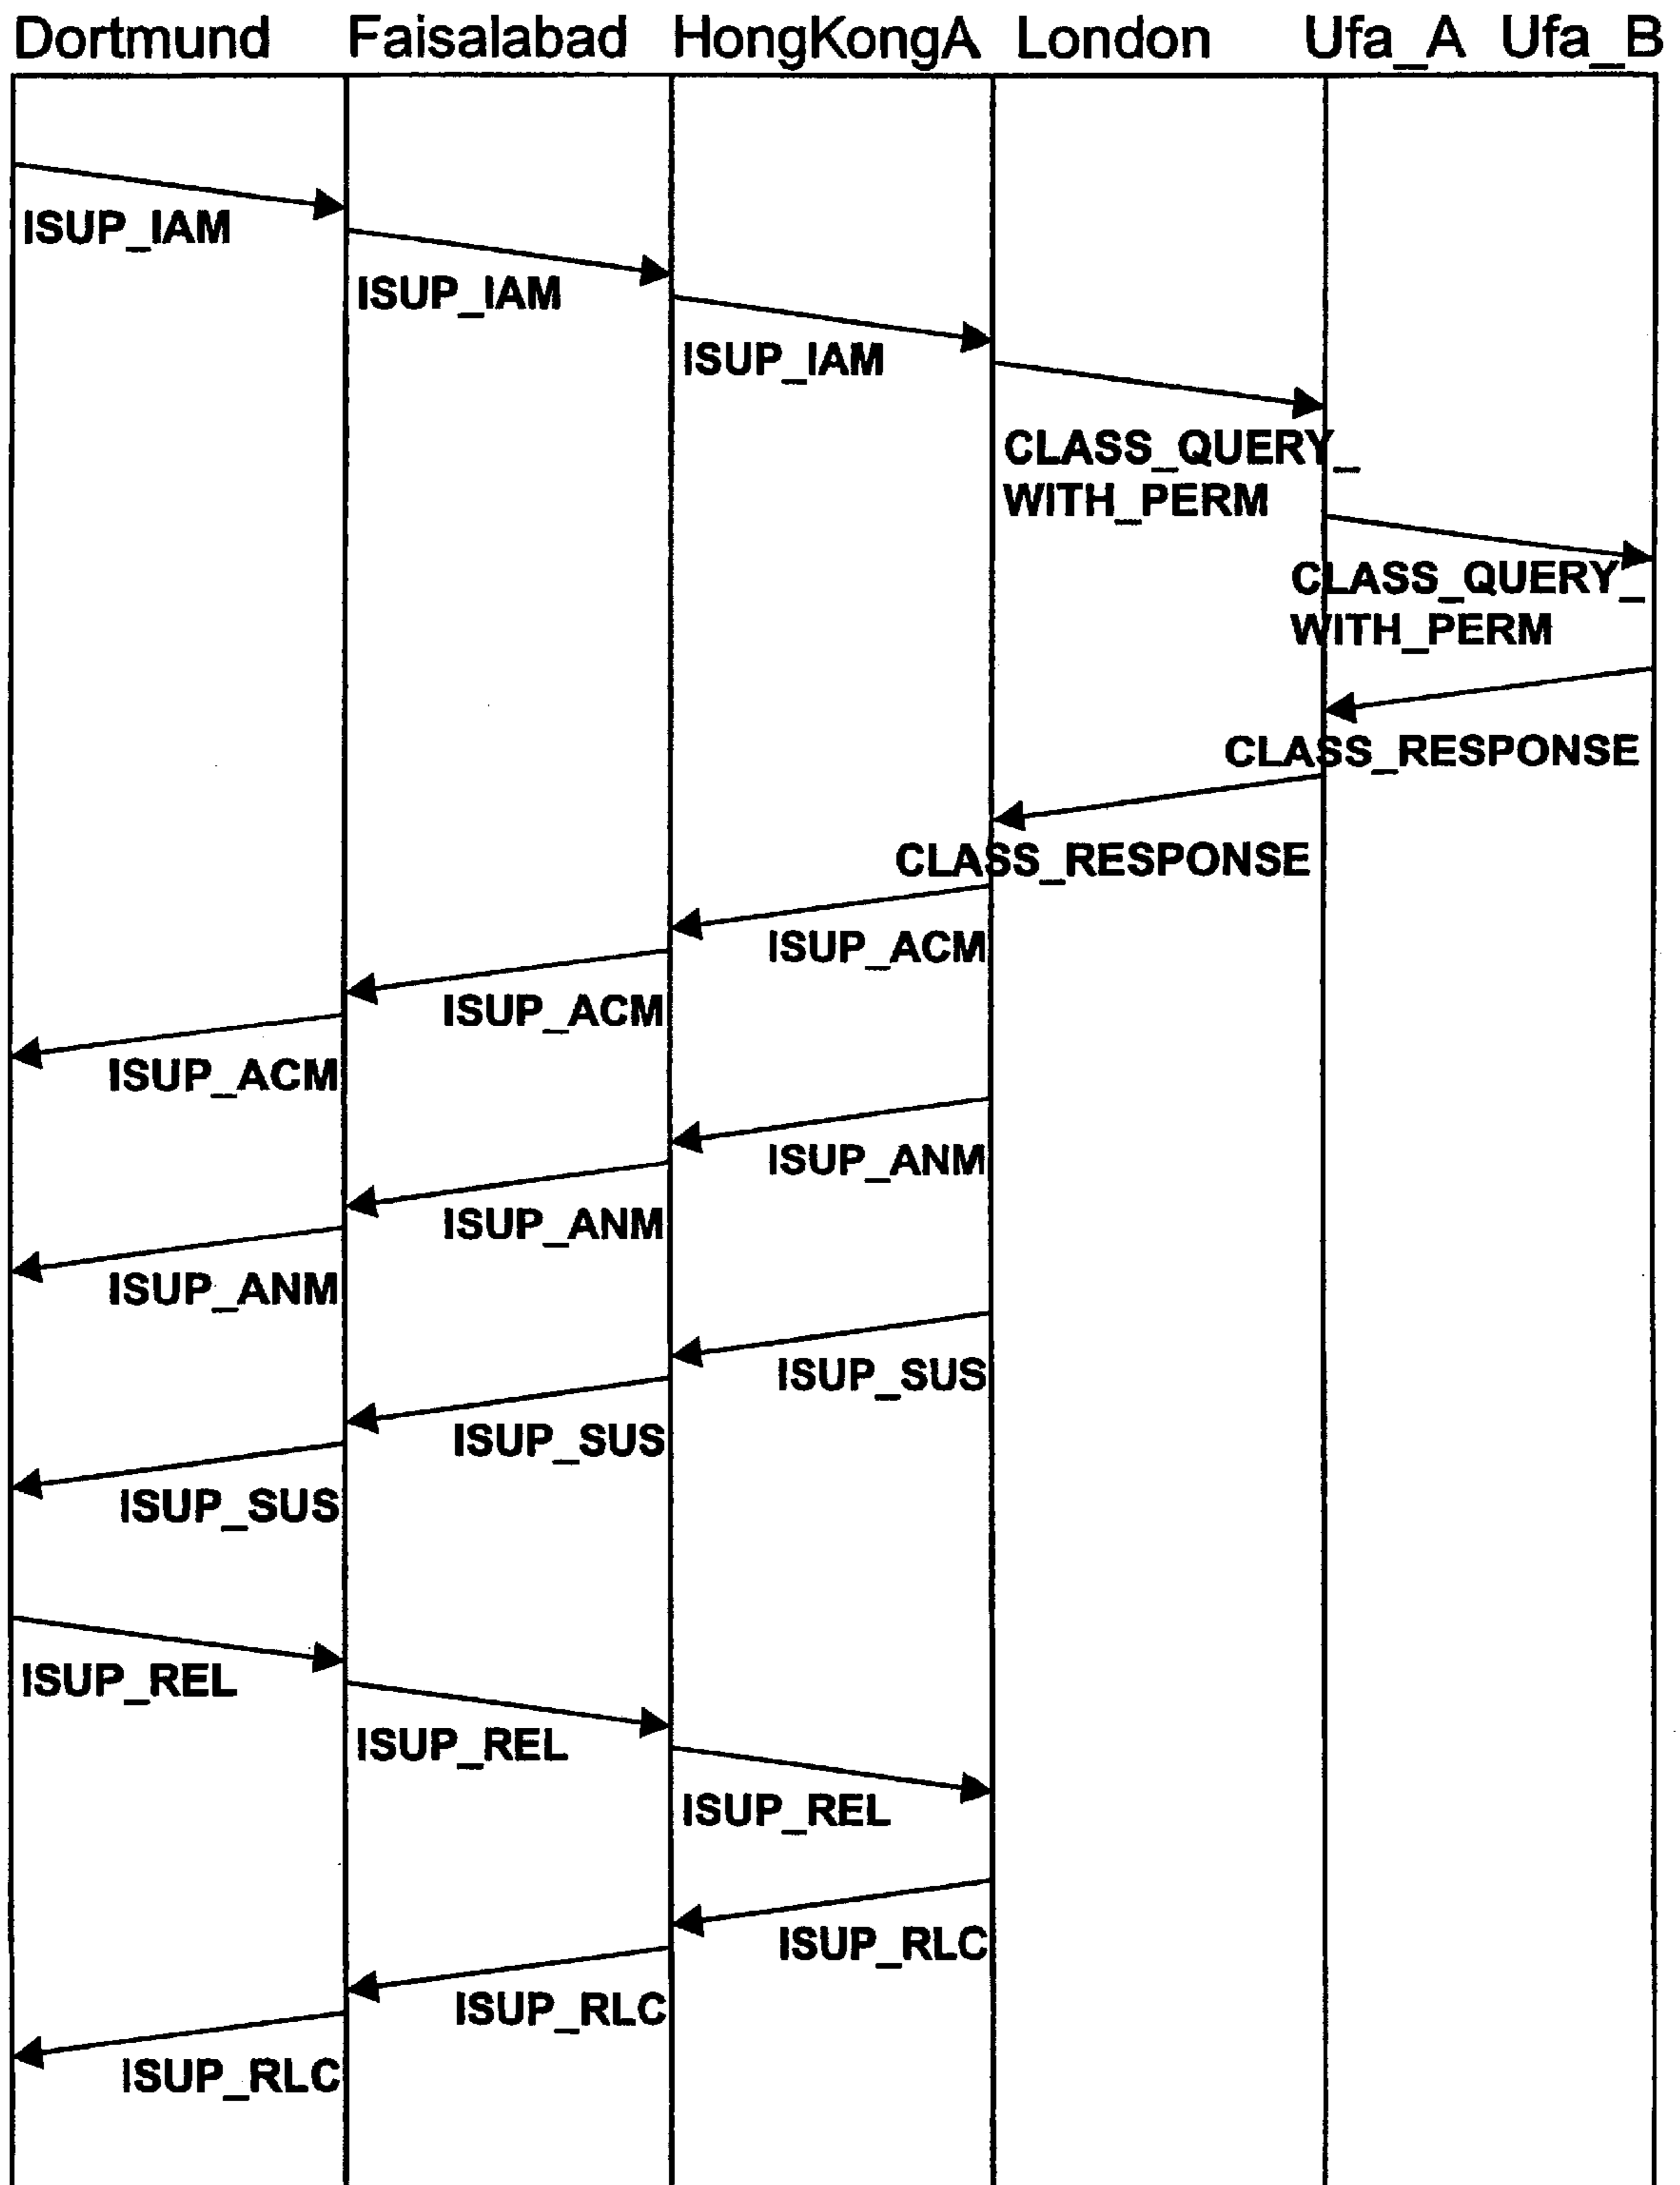 Dortmund Faisalabad HongKongA London Ufa_A Ufa_B
ISUP_IAM
ISUP_IAM
ISUP_IAM
CLASS_QUERY_
WITH_PERM
CLASS_QUERY_
WITH_PERM
CLASS_RESPONSE
CLASS_RESPONSE
ISUP_ACM
ISUP_ACM
ISUP_ACM
ISUP_ANM
ISUP_ANM
ISUP_ANM
ISUP_SUS
ISUP_SUS
ISUP_SUS
ISUP_REL
ISUP_REL
ISUP_REL
ISUP_RLC
ISUP_RLC
ISUP_RLC